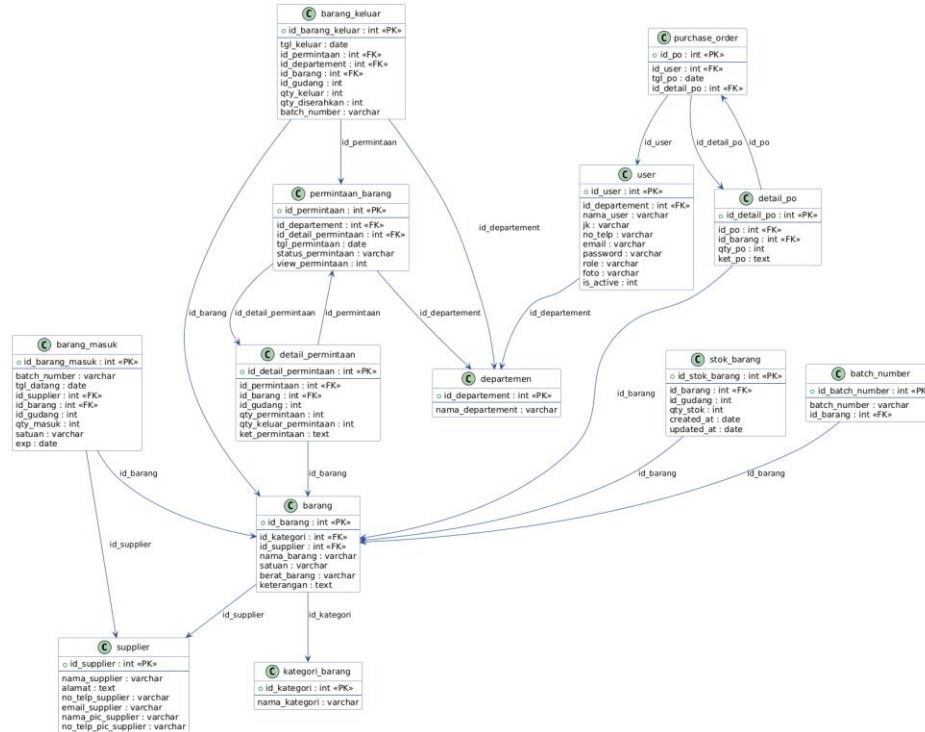 C barang_keluar
id_barang_keluar : int «PK»
tgl_keluar : date
id_permintaan : int «FK»
id_departement : int «FK»
id_barang : int «FK»
id_gudang : int
qty_keluar : int
qty_diserahkan : int
batch_number : varchar
C purchase_order
id_po : int «PK»
id_user : int «FK»
tgl_po : date
id_detail_po : int «FK»
id_permintaan
id_user
id_detail_po
id_po
C permintaan_barang
id_permintaan : int «PK»
id_departement : int «FK»
id_detail_permintaan : int «FK»
tgl_permintaan : date
status_permintaan : varchar
view_permintaan : int
C user
id_user : int «PK»
id_departement : int «FK»
nama_user : varchar
jk : varchar
no_telp : varchar
email : varchar
password : varchar
role : varchar
foto : varchar
is_active : int
C detail_po
id_detail_po : int «PK»
id_po : int «FK»
id_barang : int «FK»
qty_po : int
ket_po : text
id_departement
id_barang
id_detail_permintaan
id_permintaan
id_departement
id_departement
C barang_masuk
id_barang_masuk : int «PK»
batch_number : varchar
tgl_datang : date
id_supplier : int «FK»
id_barang : int «FK»
id_gudang : int
qty_masuk : int
satuan : varchar
exp : date
C detail_permintaan
id_detail_permintaan : int «PK»
id_permintaan : int «FK»
id_barang : int «FK»
id_gudang : int
qty_permintaan : int
qty_keluar_permintaan : int
ket_permintaan : text
C departemen
id_departement : int «PK»
nama_departement : varchar
id_barang
C stok_barang
id_stok_barang : int «PK»
id_barang : int «FK»
id_gudang : int
qty_stok : int
created_at : date
updated_at : date
C batch_number
id_batch_number : int «PK»
batch_number : varchar
id_barang : int «FK»
id_barang
id_barang
id_barang
id_barang
C barang
id_barang : int «PK»
id_kategori : int «FK»
id_supplier : int «FK»
nama_barang : varchar
satuan : varchar
berat_barang : varchar
keterangan : text
id_supplier
id_supplier
id_kategori
C supplier
id_supplier : int «PK»
nama_supplier : varchar
alamat : text
no_telp_supplier : varchar
email_supplier : varchar
nama_pic_supplier : varchar
no_telp_pic_supplier : varchar
C kategori_barang
id_kategori : int «PK»
nama_kategori : varchar